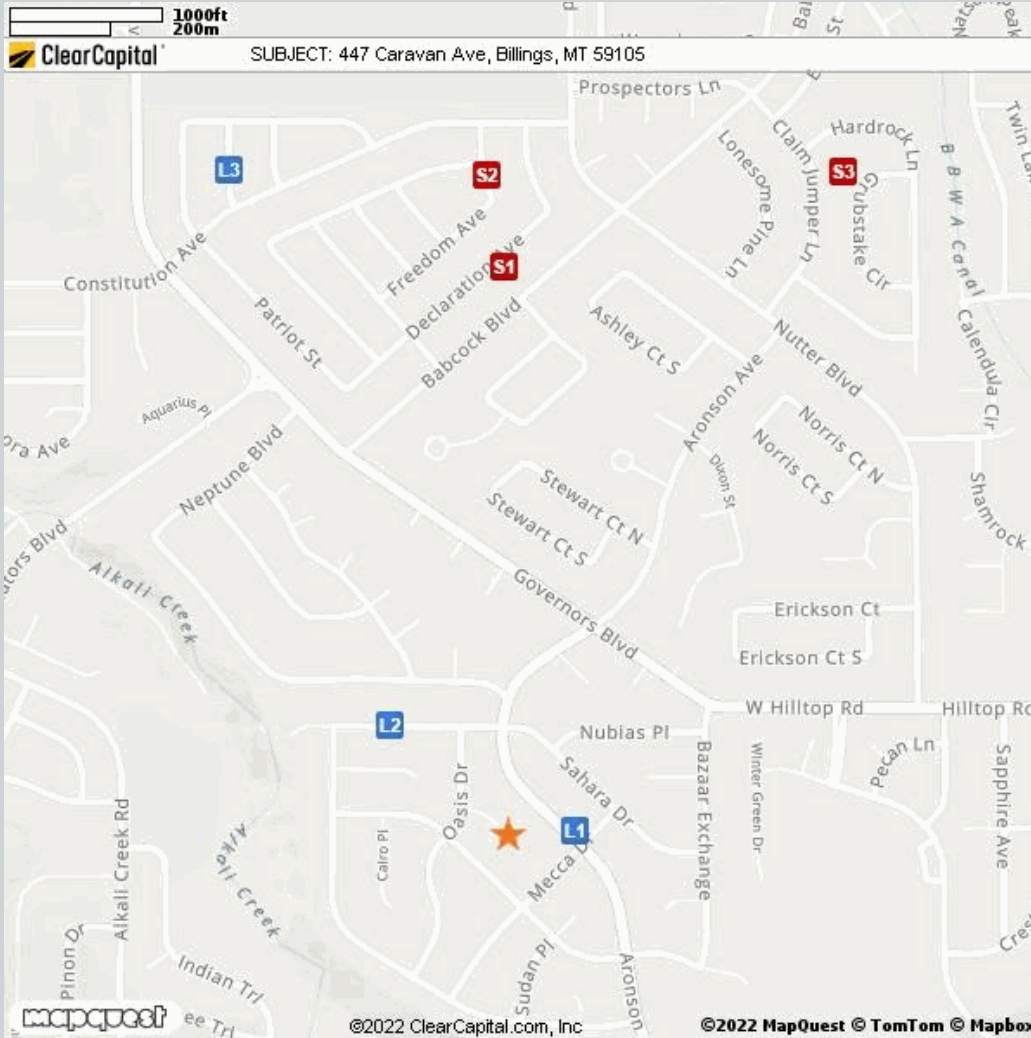 1000ft
200m
ClearCapital
SUBJECT: 447 Caravan Ave, Billings, MT 59105
Prospectors Ln
Hardrock Ln
Claim Jumper Ln
Lonesome Pine Ln
Grubstake Cir
B B W A Canal
L3
S2
S3
S1
Freedom Ave
Declaration Ave
Constitution Ave
Patriot St
Babcock Blvd
Ashley Ct S
Nutter Blvd
Calendula Cir
Aquarius Pl
Neptune Blvd
Aronson Ave
Norris Ct N
Norris Ct S
Dixon St
Stewart Ct N
Stewart Ct S
Shamrock
Alkali Creek
Governors Blvd
Erickson Ct
Erickson Ct S
W Hilltop Rd
Hilltop Rd
L2
Nubias Pl
Oasis Dr
Sahara Dr
Bazaar Exchange
Winter Green Dr
Pecan Ln
Sapphire Ave
L1
Cairo Pl
Mecca Dr
Alkali Creek Rd
Alkali Creek
Pinon Dr
Indian Trl
Sudan Pl
Aronson
mapquest
ee Trl
©2022 ClearCapital.com, Inc
©2022 MapQuest © TomTom © Mapbox